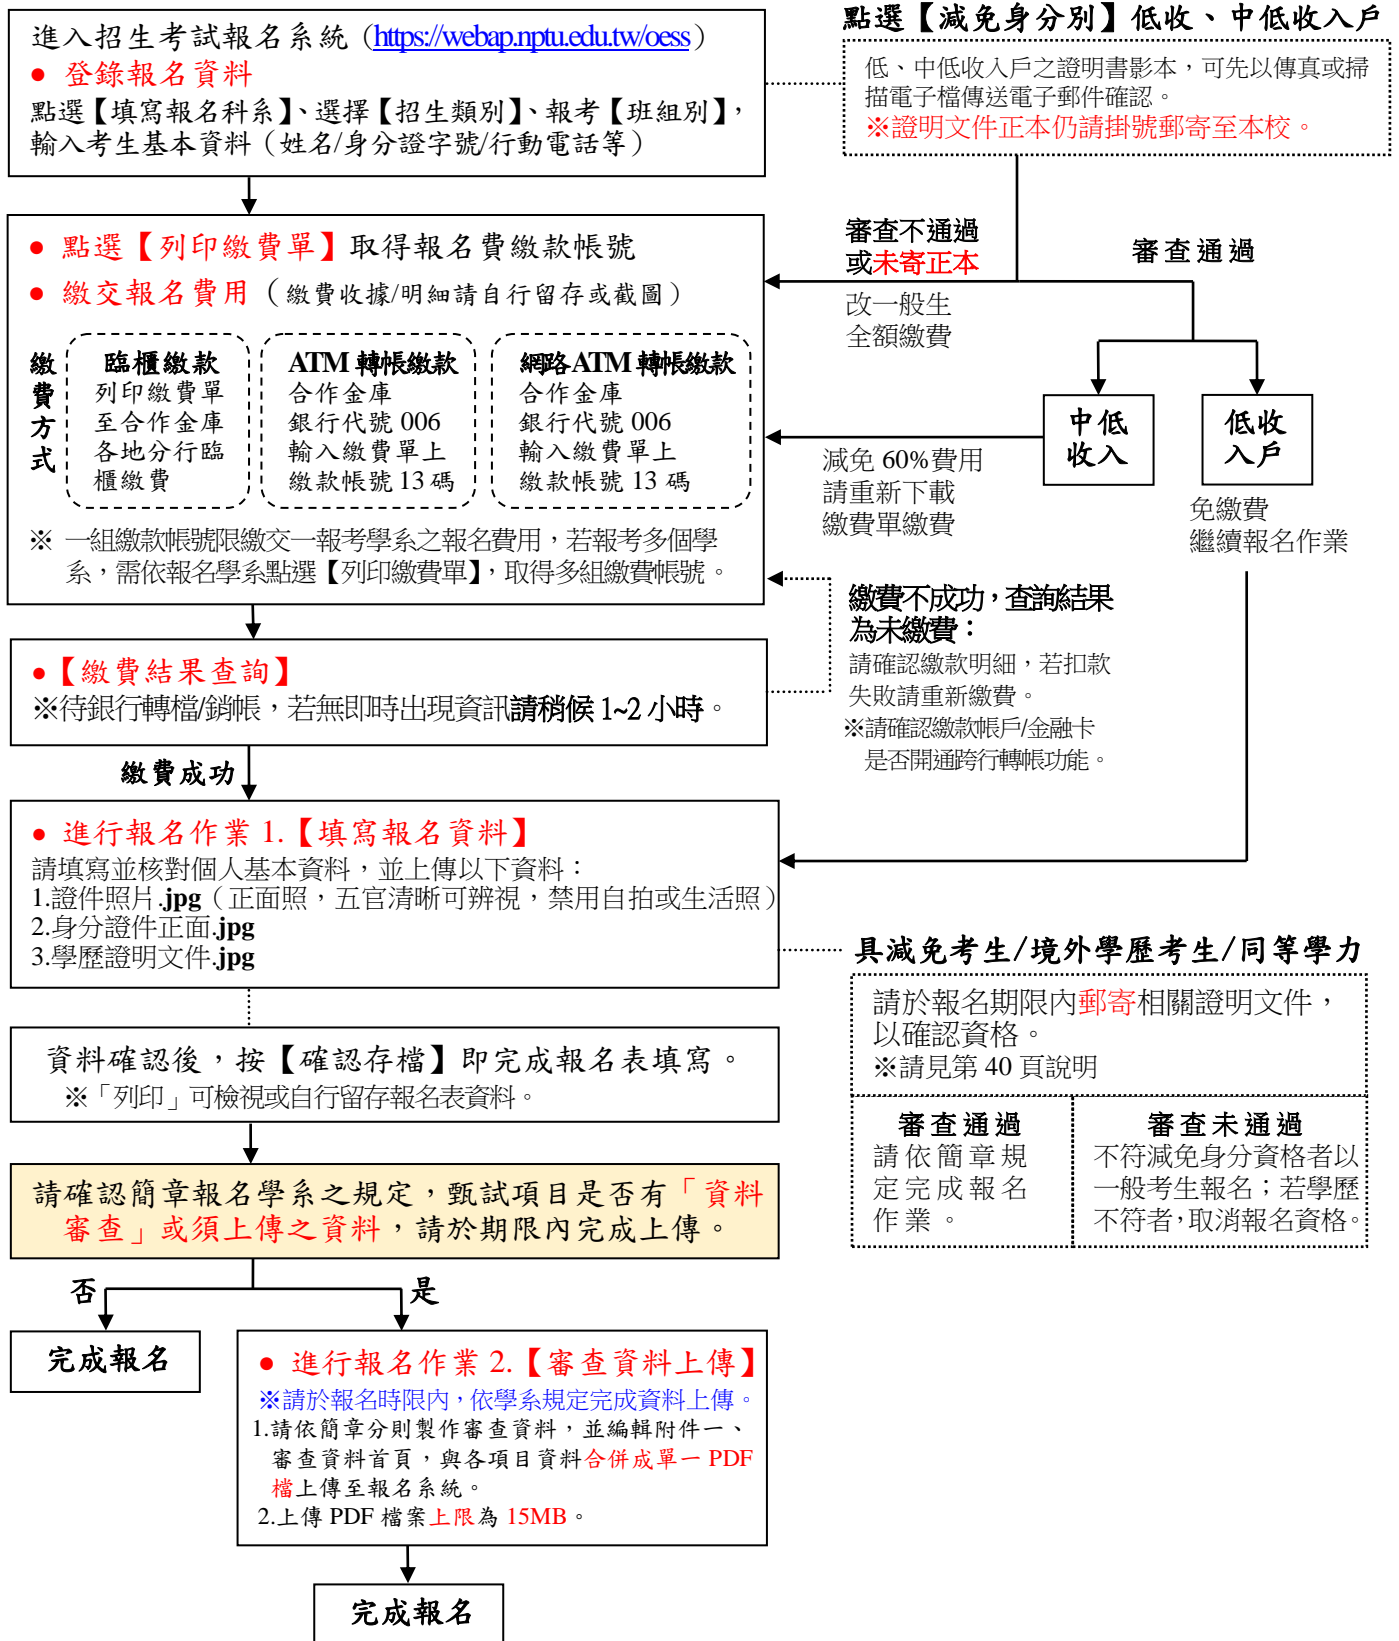 進入招生考試報名系統（https://webap.nptu.edu.tw/oess）
● 登錄報名資料
點選【填寫報名科系】、選擇【招生類別】、報考【班組別】，
輸入考生基本資料（姓名/身分證字號/行動電話等）
點選【減免身分別】低收、中低收入戶
低、中低收入戶之證明書影本，可先以傳真或掃
描電子檔傳送電子郵件確認。
※證明文件正本仍請掛號郵寄至本校。
● 點選【列印繳費單】取得報名費繳款帳號
● 繳交報名費用（繳費收據/明細請自行留存或截圖）
繳費方式
臨櫃繳款
列印繳費單
至合作金庫
各地分行臨
櫃繳費
ATM 轉帳繳款
合作金庫
銀行代號 006
輸入繳費單上
繳款帳號 13 碼
網路 ATM 轉帳繳款
合作金庫
銀行代號 006
輸入繳費單上
繳款帳號 13 碼
※ 一組繳款帳號限繳交一報考學系之報名費用，若報考多個學
系，需依報名學系點選【列印繳費單】，取得多組繳費帳號。
審查不通過
或未寄正本
改一般生
全額繳費
審查通過
中低
收入
低收
入戶
減免 60%費用
請重新下載
繳費單繳費
免繳費
繼續報名作業
繳費不成功，查詢結果
為未繳費：
請確認繳款明細，若扣款
失敗請重新繳費。
※請確認繳款帳戶/金融卡
是否開通跨行轉帳功能。
●【繳費結果查詢】
※待銀行轉檔/銷帳，若無即時出現資訊請稍候 1~2 小時。
繳費成功
● 進行報名作業 1.【填寫報名資料】
請填寫並核對個人基本資料，並上傳以下資料：
1.證件照片.jpg（正面照，五官清晰可辨視，禁用自拍或生活照）
2.身分證件正面.jpg
3.學歷證明文件.jpg
具減免考生/境外學歷考生/同等學力
請於報名期限內郵寄相關證明文件，
以確認資格。
※請見第 40 頁說明
審查通過
請依簡章規
定完成報名
作業。
審查未通過
不符減免身分資格者以
一般考生報名；若學歷
不符者，取消報名資格。
資料確認後，按【確認存檔】即完成報名表填寫。
※「列印」可檢視或自行留存報名表資料。
請確認簡章報名學系之規定，甄試項目是否有「資料
審查」或須上傳之資料，請於期限內完成上傳。
否
是
完成報名
● 進行報名作業 2.【審查資料上傳】
※請於報名時限內，依學系規定完成資料上傳。
1.請依簡章分則製作審查資料，並編輯附件一、
審查資料首頁，與各項目資料合併成單一 PDF
檔上傳至報名系統。
2.上傳 PDF 檔案上限為 15MB。
完成報名